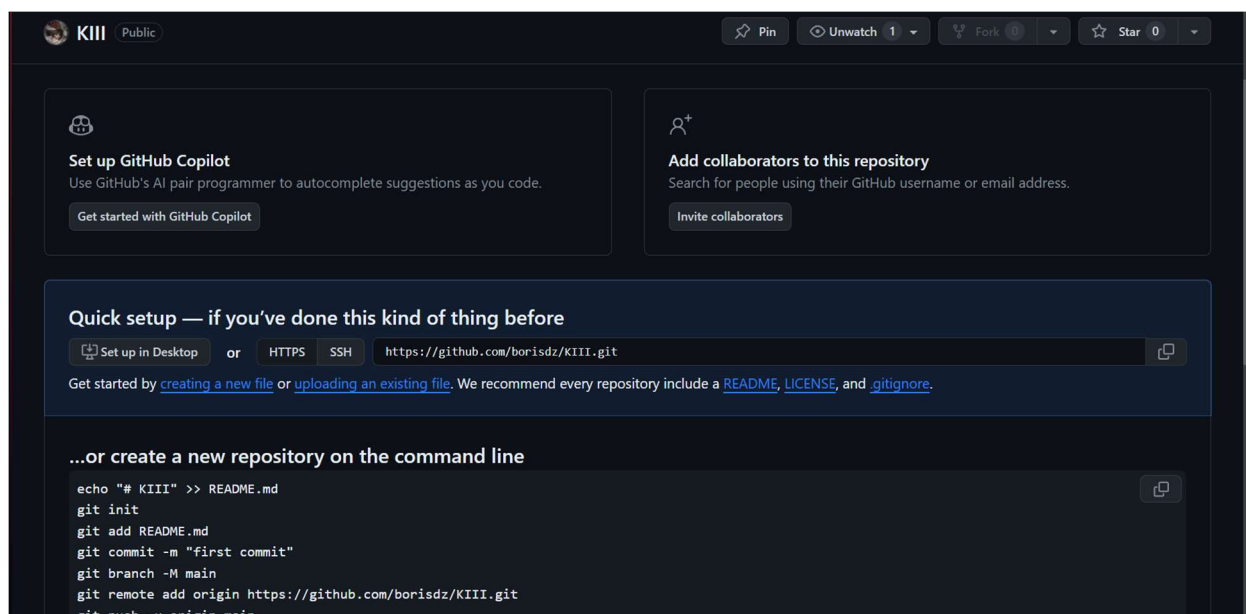 KIII Public
Pin Unwatch 1 Fork 0 Star 0
Set up GitHub Copilot
Use GitHub's AI pair programmer to autocomplete suggestions as you code.
Get started with GitHub Copilot
Add collaborators to this repository
Search for people using their GitHub username or email address.
Invite collaborators
Quick setup — if you've done this kind of thing before
Set up in Desktop or HTTPS SSH https://github.com/borisdz/KIII.git
Get started by creating a new file or uploading an existing file. We recommend every repository include a README, LICENSE, and .gitignore.
...or create a new repository on the command line
echo "# KIII" >> README.md
git init
git add README.md
git commit -m "first commit"
git branch -M main
git remote add origin https://github.com/borisdz/KIII.git